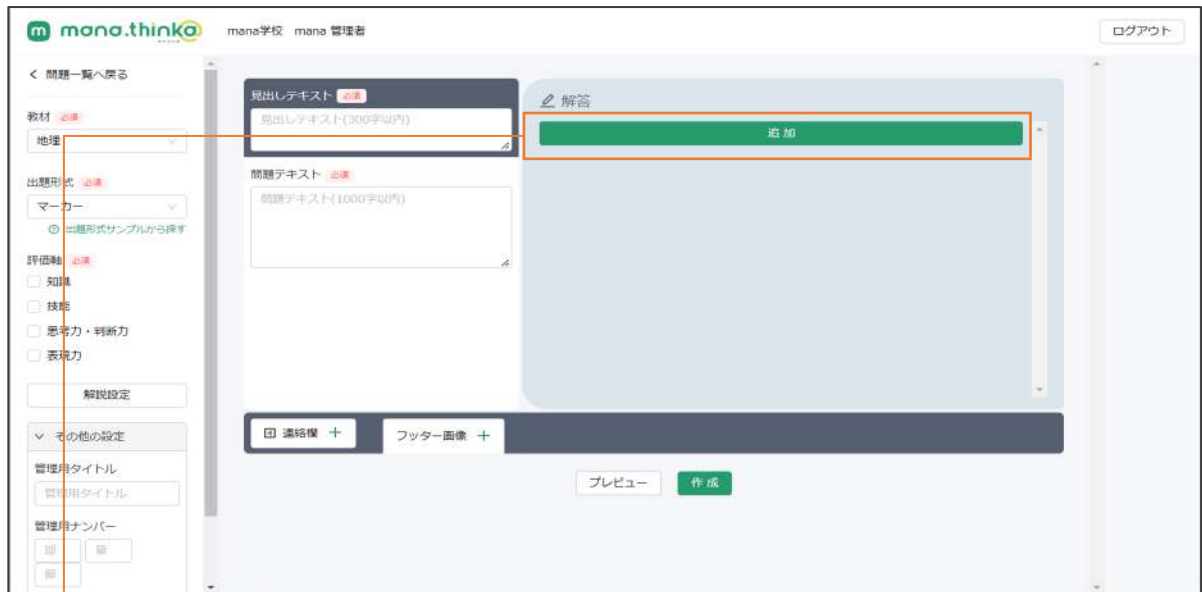 mana.thinka
mana学校 mana 管理者
ログアウト
問題一覧へ戻る
教材 必須
地理
出題形式 必須
マーカー
出題形式サンプルから探す
評価軸 必須
知識
技能
思考力・判断力
表現力
解説設定
その他の設定
管理用タイトル
管理用タイトル
管理用ナンバー
部 章
節
見出しテキスト 必須
見出しテキスト(300字以内)
問題テキスト 必須
問題テキスト(1000字以内)
解答
追加
連絡欄
フッター画像
プレビュー
作成